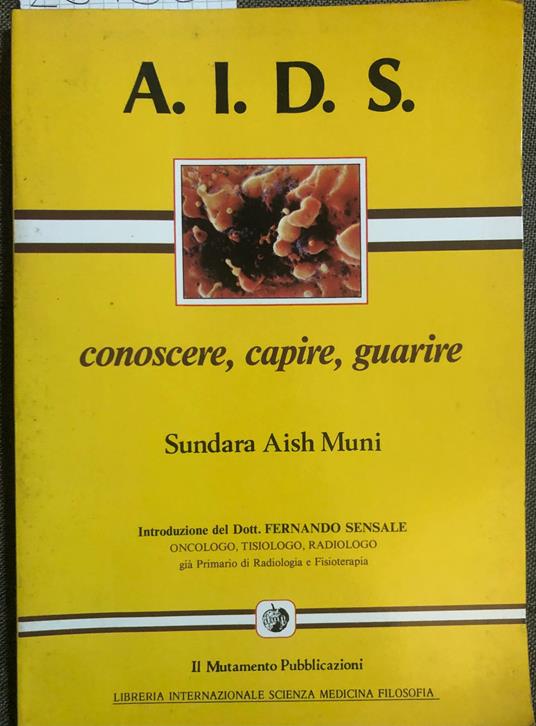 A. I. D. S.
conoscere, capire, guarire
Sundara Aish Muni
Introduzione del Dott. FERNANDO SENSALE
ONCOLOGO, TISIOLOGO, RADIOLOGO
già Primario di Radiologia e Fisioterapia
Il Mutamento Pubblicazioni
LIBRERIA INTERNAZIONALE SCIENZA MEDICINA FILOSOFIA